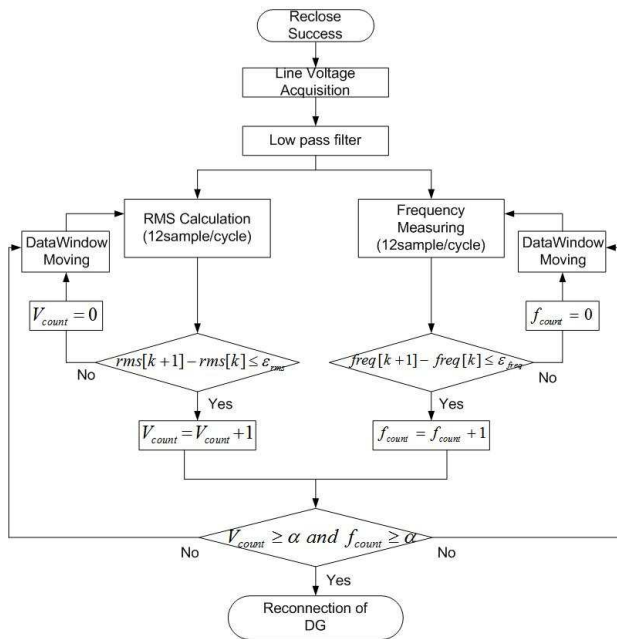 Reclose
Success
Line Voltage
Acquisition
Low pass filter
RMS Calculation
(12sample/cycle)
Frequency
Measuring
(12sample/cycle)
DataWindow
Moving
DataWindow
Moving
V_count = 0
f_count = 0
rms[k+1] − rms[k] ≤ ε_rms
freq[k+1] − freq[k] ≤ ε_freq
No
No
Yes
Yes
V_count = V_count + 1
f_count = f_count + 1
V_count ≥ α and f_count ≥ α
No
No
Yes
Reconnection of
DG